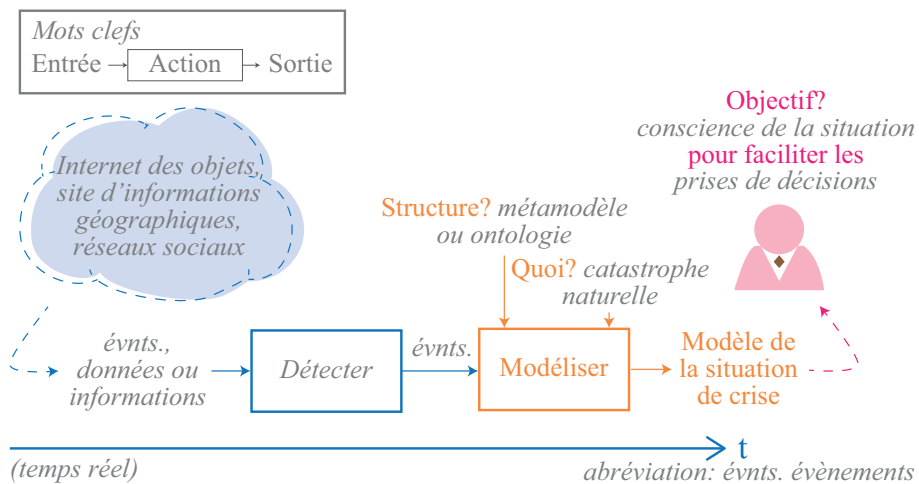 Mots clefs
Entrée Action Sortie
Internet des objets,
site d'informations
géographiques,
réseaux sociaux
Objectif?
conscience de la situation
pour faciliter les
prises de décisions
Structure? métamodèle
ou ontologie
Quoi? catastrophe
naturelle
évnts.,
données ou
informations
Détecter
évnts.
Modéliser
Modèle de
la situation
de crise
t
(temps réel)
abréviation: évnts. évènements